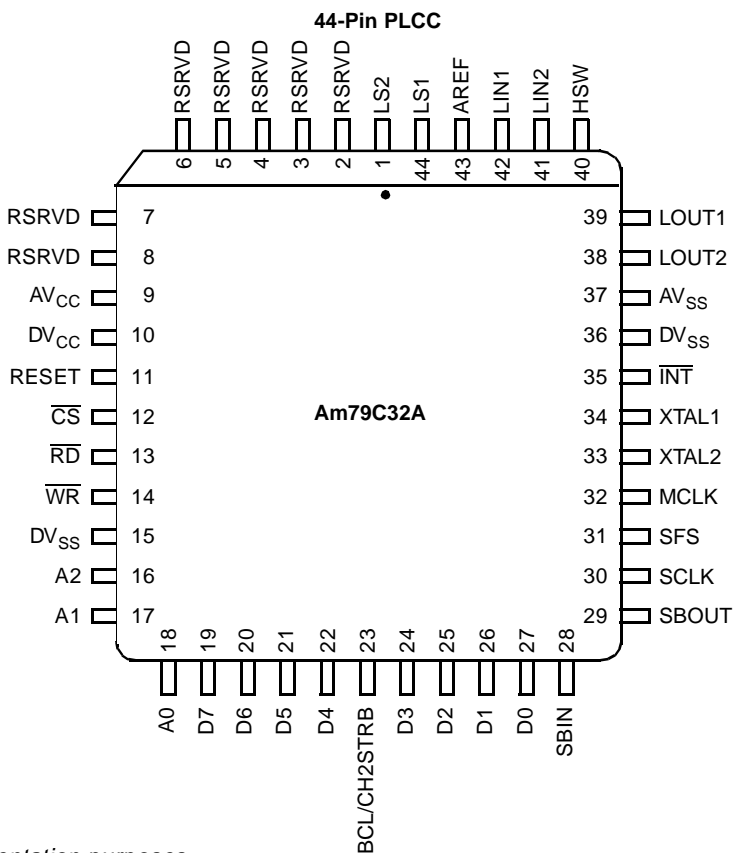 44-Pin PLCC
RSRVD
RSRVD
RSRVD
RSRVD
RSRVD
LS2
LS1
AREF
LIN1
LIN2
HSW
6
5
4
3
2
1
44
43
42
41
40
RSRVD 7
RSRVD 8
AVCC 9
DVCC 10
RESET 11
CS 12
RD 13
WR 14
DVSS 15
A2 16
A1 17
Am79C32A
39 LOUT1
38 LOUT2
37 AVSS
36 DVSS
35 INT
34 XTAL1
33 XTAL2
32 MCLK
31 SFS
30 SCLK
29 SBOUT
18
19
20
21
22
23
24
25
26
27
28
A0
D7
D6
D5
D4
BCL/CH2STRB
D3
D2
D1
D0
SBIN
purposes